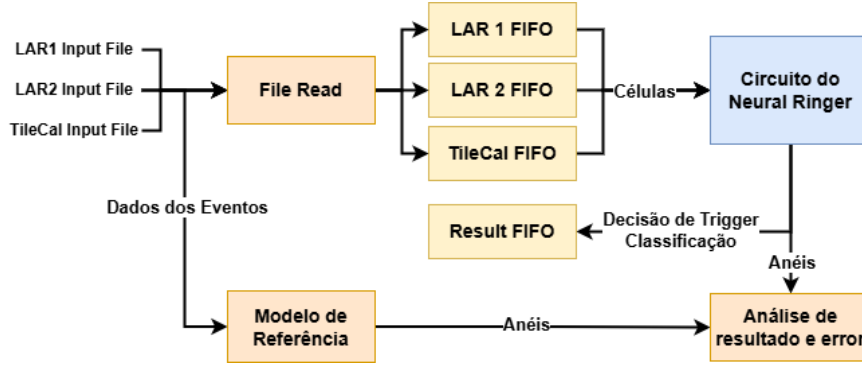 LAR1 Input File
LAR2 Input File
TileCal Input File
File Read
LAR 1 FIFO
LAR 2 FIFO
TileCal FIFO
Células
Circuito do
Neural Ringer
Dados dos Eventos
Result FIFO
Decisão de Trigger
Classificação
Anéis
Modelo de
Referência
Anéis
Análise de
resultado e error